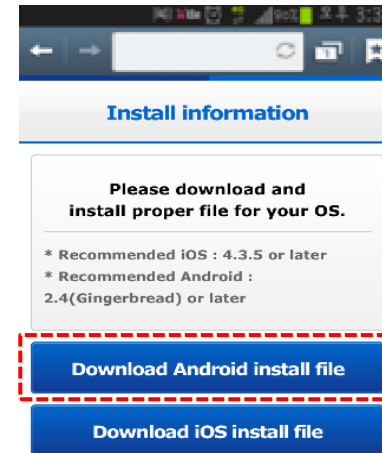 Install information
Please download and
install proper file for your OS.
* Recommended iOS : 4.3.5 or later
* Recommended Android :
2.4(Gingerbread) or later
Download Android install file
Download iOS install file